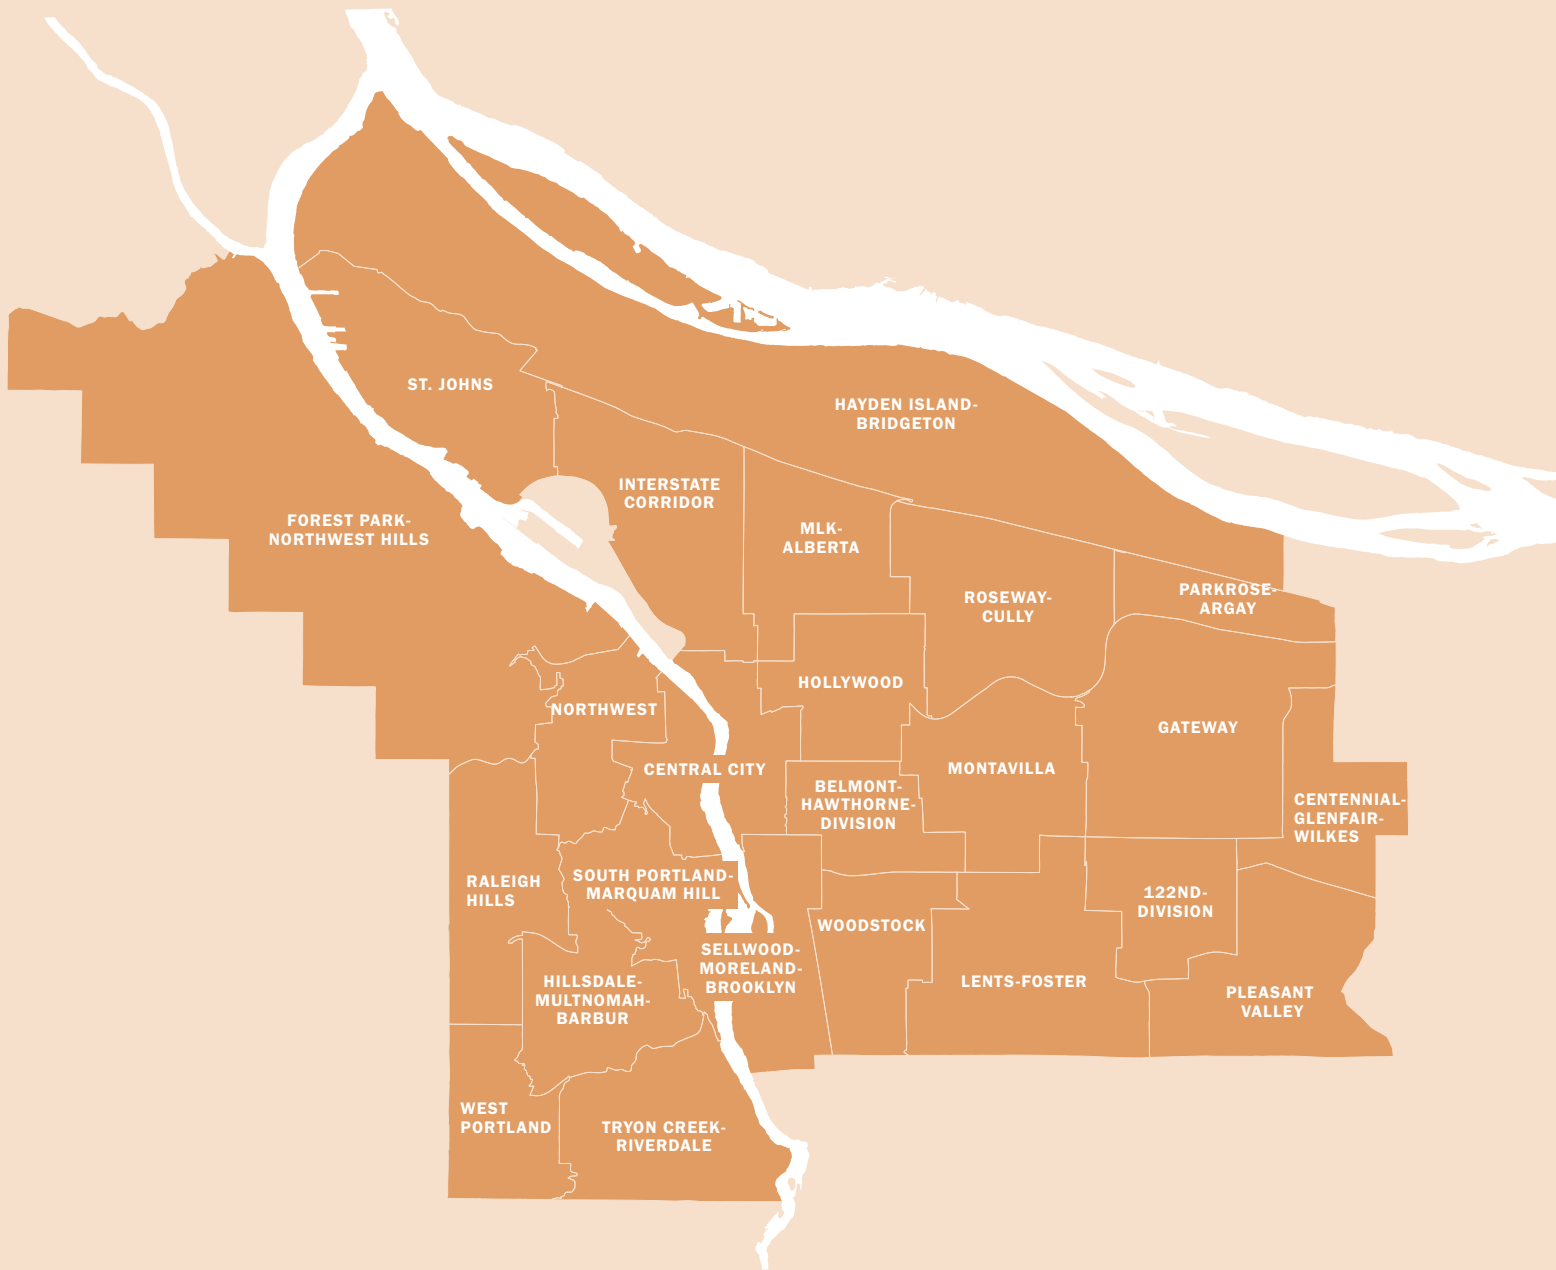 ST. JOHNS
HAYDEN ISLAND-
BRIDGETON
INTERSTATE
CORRIDOR
FOREST PARK-
NORTHWEST HILLS
MLK-
ALBERTA
ROSEWAY-
CULLY
PARKROSE-
ARGAY
HOLLYWOOD
NORTHWEST
GATEWAY
CENTRAL CITY
MONTAVILLA
BELMONT-
HAWTHORNE-
DIVISION
CENTENNIAL-
GLENFAIR-
WILKES
RALEIGH
HILLS
SOUTH PORTLAND-
MARQUAM HILL
122ND-
DIVISION
WOODSTOCK
SELLWOOD-
MORELAND-
BROOKLYN
HILLSDALE-
MULTNOMAH-
BARBUR
LENTS-FOSTER
PLEASANT
VALLEY
WEST
PORTLAND
TRYON CREEK-
RIVERDALE